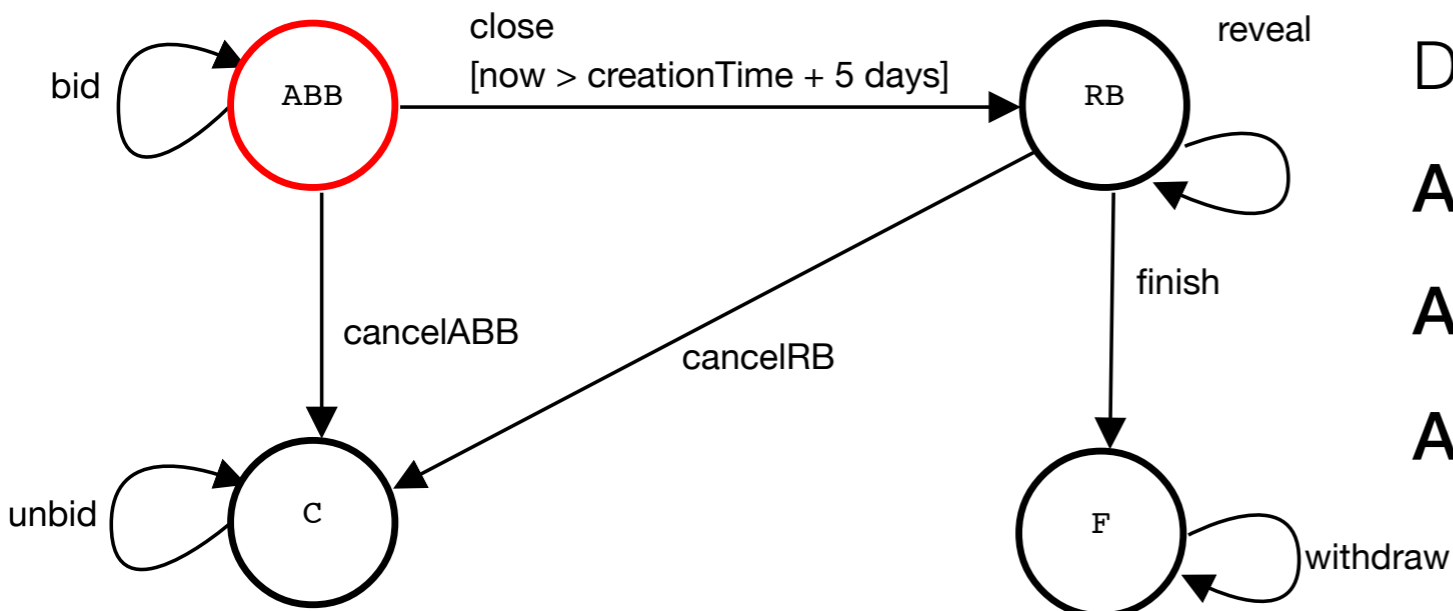 close
reveal
[now > creationTime + 5 days]
bid
ABB
RB
D
A
finish
A
cancelABB
cancelRB
A
unbid
C
F
withdraw